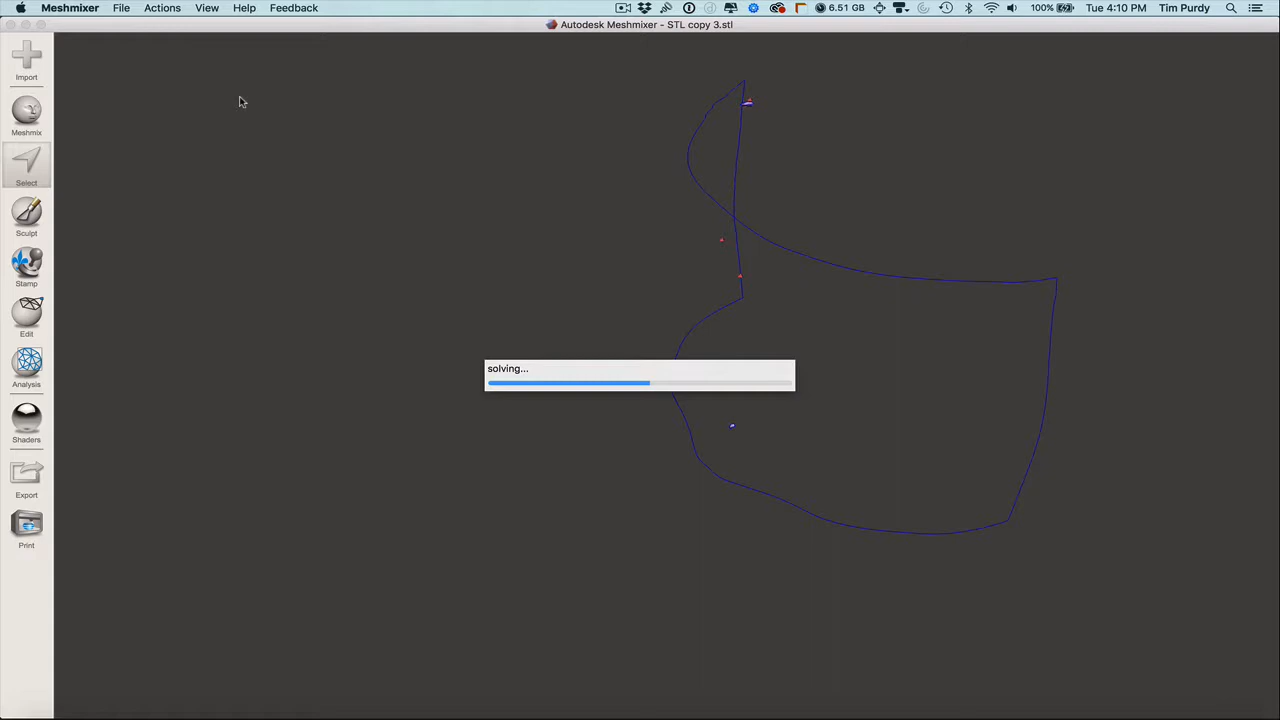 Meshmixer File Actions View Help Feedback 6.51 GB 100% Tue 4:10 PM Tim Purdy
Autodesk Meshmixer - STL copy 3.stl
Import
Meshmix
Select
Sculpt
Stamp
Edit
Analysis
Shaders
Export
Print
solving...